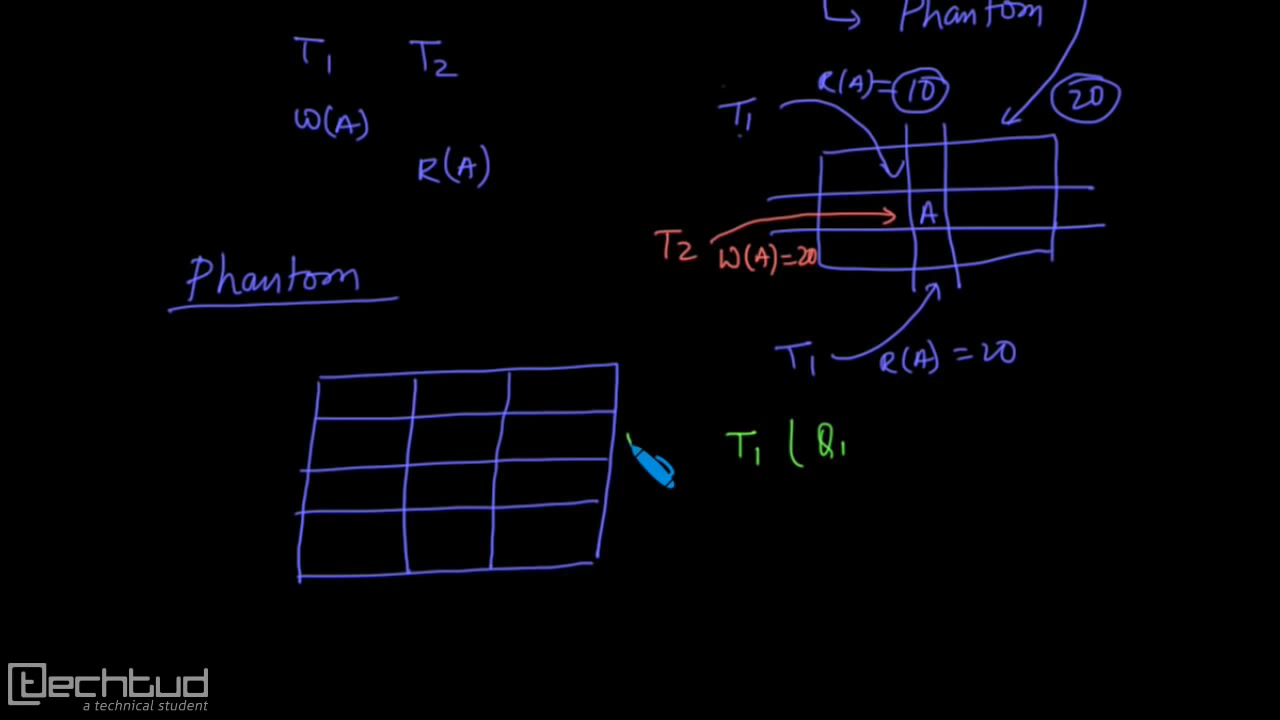 ↳ Phantom
T1 T2
W(A)
R(A)
R(A)=10
20
T1
A
T2 W(A)=20
T1 R(A)=20
Phantom
T1 ( Q1
techtud
a technical student